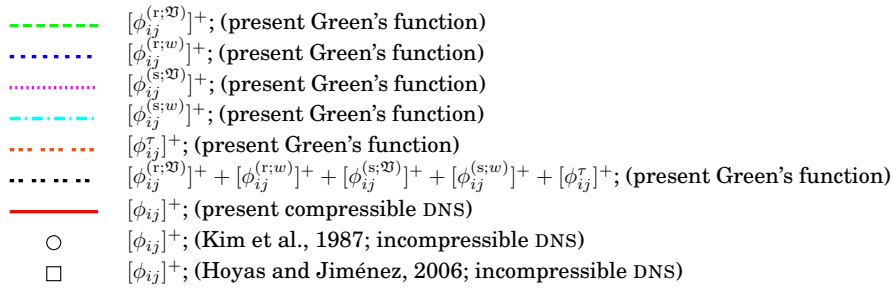 [ϕ_{ij}^{(r;𝔙)}]^+; (present Green's function)
[ϕ_{ij}^{(r;w)}]^+; (present Green's function)
[ϕ_{ij}^{(s;𝔙)}]^+; (present Green's function)
[ϕ_{ij}^{(s;w)}]^+; (present Green's function)
[ϕ_{ij}^{τ}]^+; (present Green's function)
[ϕ_{ij}^{(r;𝔙)}]^+ + [ϕ_{ij}^{(r;w)}]^+ + [ϕ_{ij}^{(s;𝔙)}]^+ + [ϕ_{ij}^{(s;w)}]^+ + [ϕ_{ij}^{τ}]^+; (present Green's function)
[ϕ_{ij}]^+; (present compressible DNS)
[ϕ_{ij}]^+; (Kim et al., 1987; incompressible DNS)
[ϕ_{ij}]^+; (Hoyas and Jiménez, 2006; incompressible DNS)